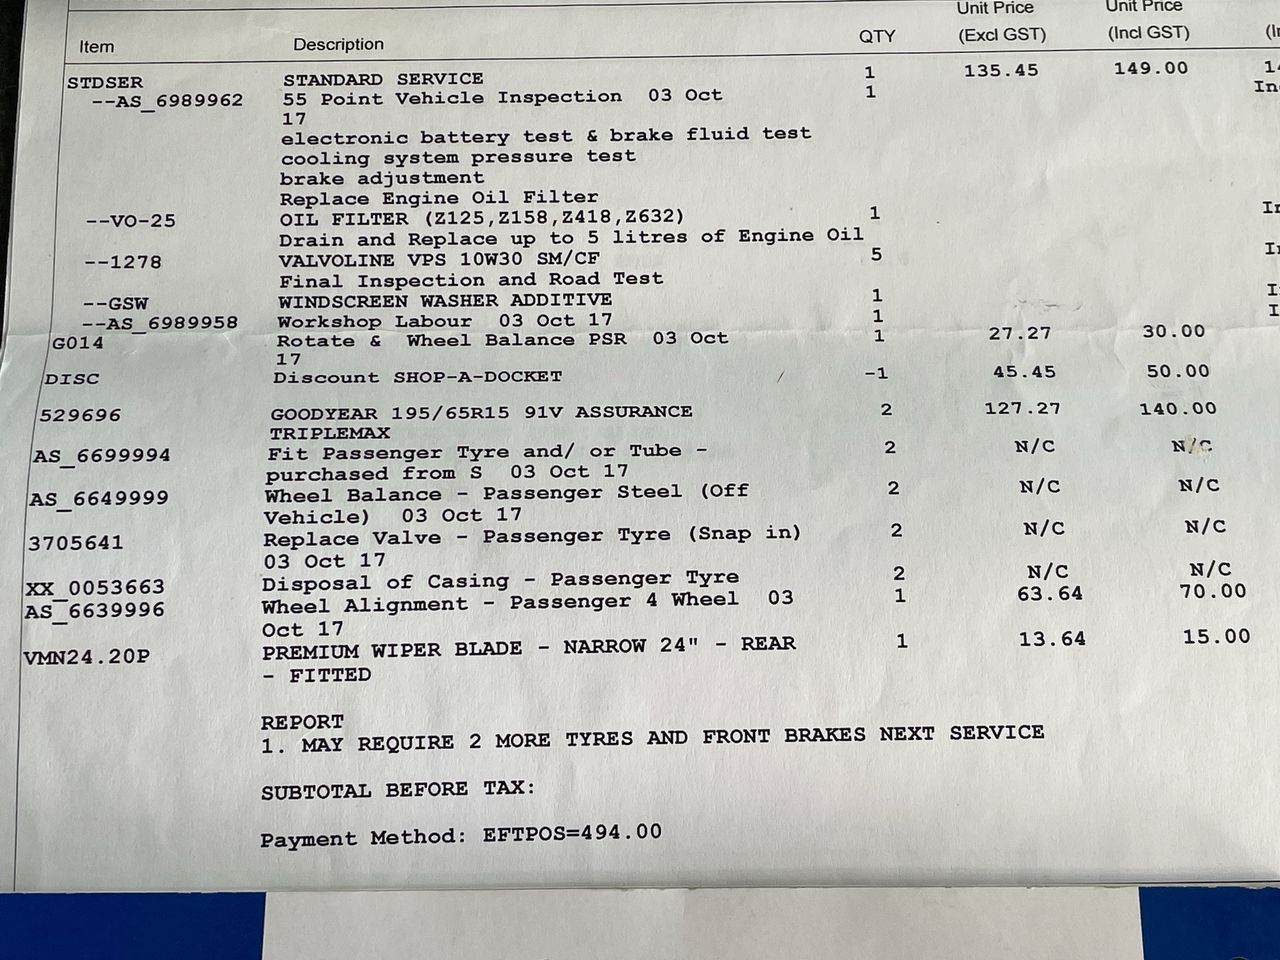 Item Description QTY Unit Price (Excl GST) Unit Price (Incl GST)
STDSER STANDARD SERVICE 1 135.45 149.00
--AS_6989962 55 Point Vehicle Inspection 03 Oct 1
17
electronic battery test & brake fluid test
cooling system pressure test
brake adjustment
Replace Engine Oil Filter
--VO-25 OIL FILTER (Z125,Z158,Z418,Z632) 1
Drain and Replace up to 5 litres of Engine Oil
--1278 VALVOLINE VPS 10W30 SM/CF 5
Final Inspection and Road Test
--GSW WINDSCREEN WASHER ADDITIVE 1
--AS_6989958 Workshop Labour 03 Oct 17 1
G014 Rotate & Wheel Balance PSR 03 Oct 1 27.27 30.00
17
DISC Discount SHOP-A-DOCKET -1 45.45 50.00
529696 GOODYEAR 195/65R15 91V ASSURANCE 2 127.27 140.00
TRIPLEMAX
AS_6699994 Fit Passenger Tyre and/ or Tube - 2 N/C N/C
purchased from S 03 Oct 17
AS_6649999 Wheel Balance - Passenger Steel (Off 2 N/C N/C
Vehicle) 03 Oct 17
3705641 Replace Valve - Passenger Tyre (Snap in) 2 N/C N/C
03 Oct 17
XX_0053663 Disposal of Casing - Passenger Tyre 2 N/C N/C
AS_6639996 Wheel Alignment - Passenger 4 Wheel 03 1 63.64 70.00
Oct 17
VMN24.20P PREMIUM WIPER BLADE - NARROW 24" - REAR 1 13.64 15.00
- FITTED
REPORT
1. MAY REQUIRE 2 MORE TYRES AND FRONT BRAKES NEXT SERVICE
SUBTOTAL BEFORE TAX:
Payment Method: EFTPOS=494.00